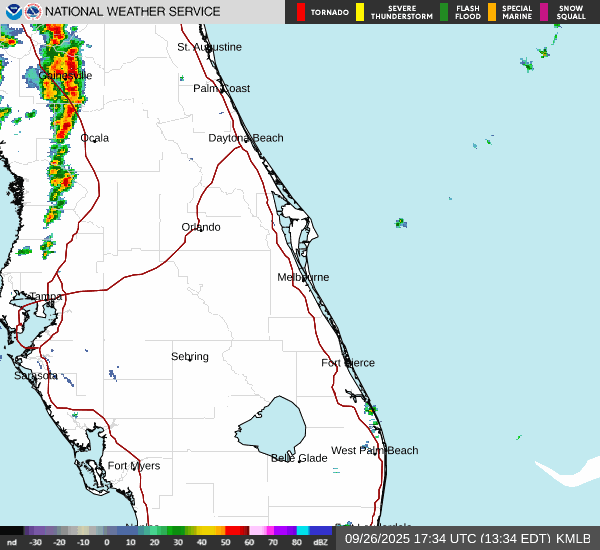 NATIONAL WEATHER SERVICE
TORNADO
SEVERE THUNDERSTORM
FLASH FLOOD
SPECIAL MARINE
SNOW SQUALL
St. Augustine
Gainesville
Palm Coast
Ocala
Daytona Beach
Orlando
Melbourne
Tampa
Sebring
Fort Pierce
Sarasota
West Palm Beach
Belle Glade
Fort Myers
nd -30 -20 -10 0 10 20 30 40 50 60 70 80 dBZ
09/26/2025 17:34 UTC (13:34 EDT) KMLB